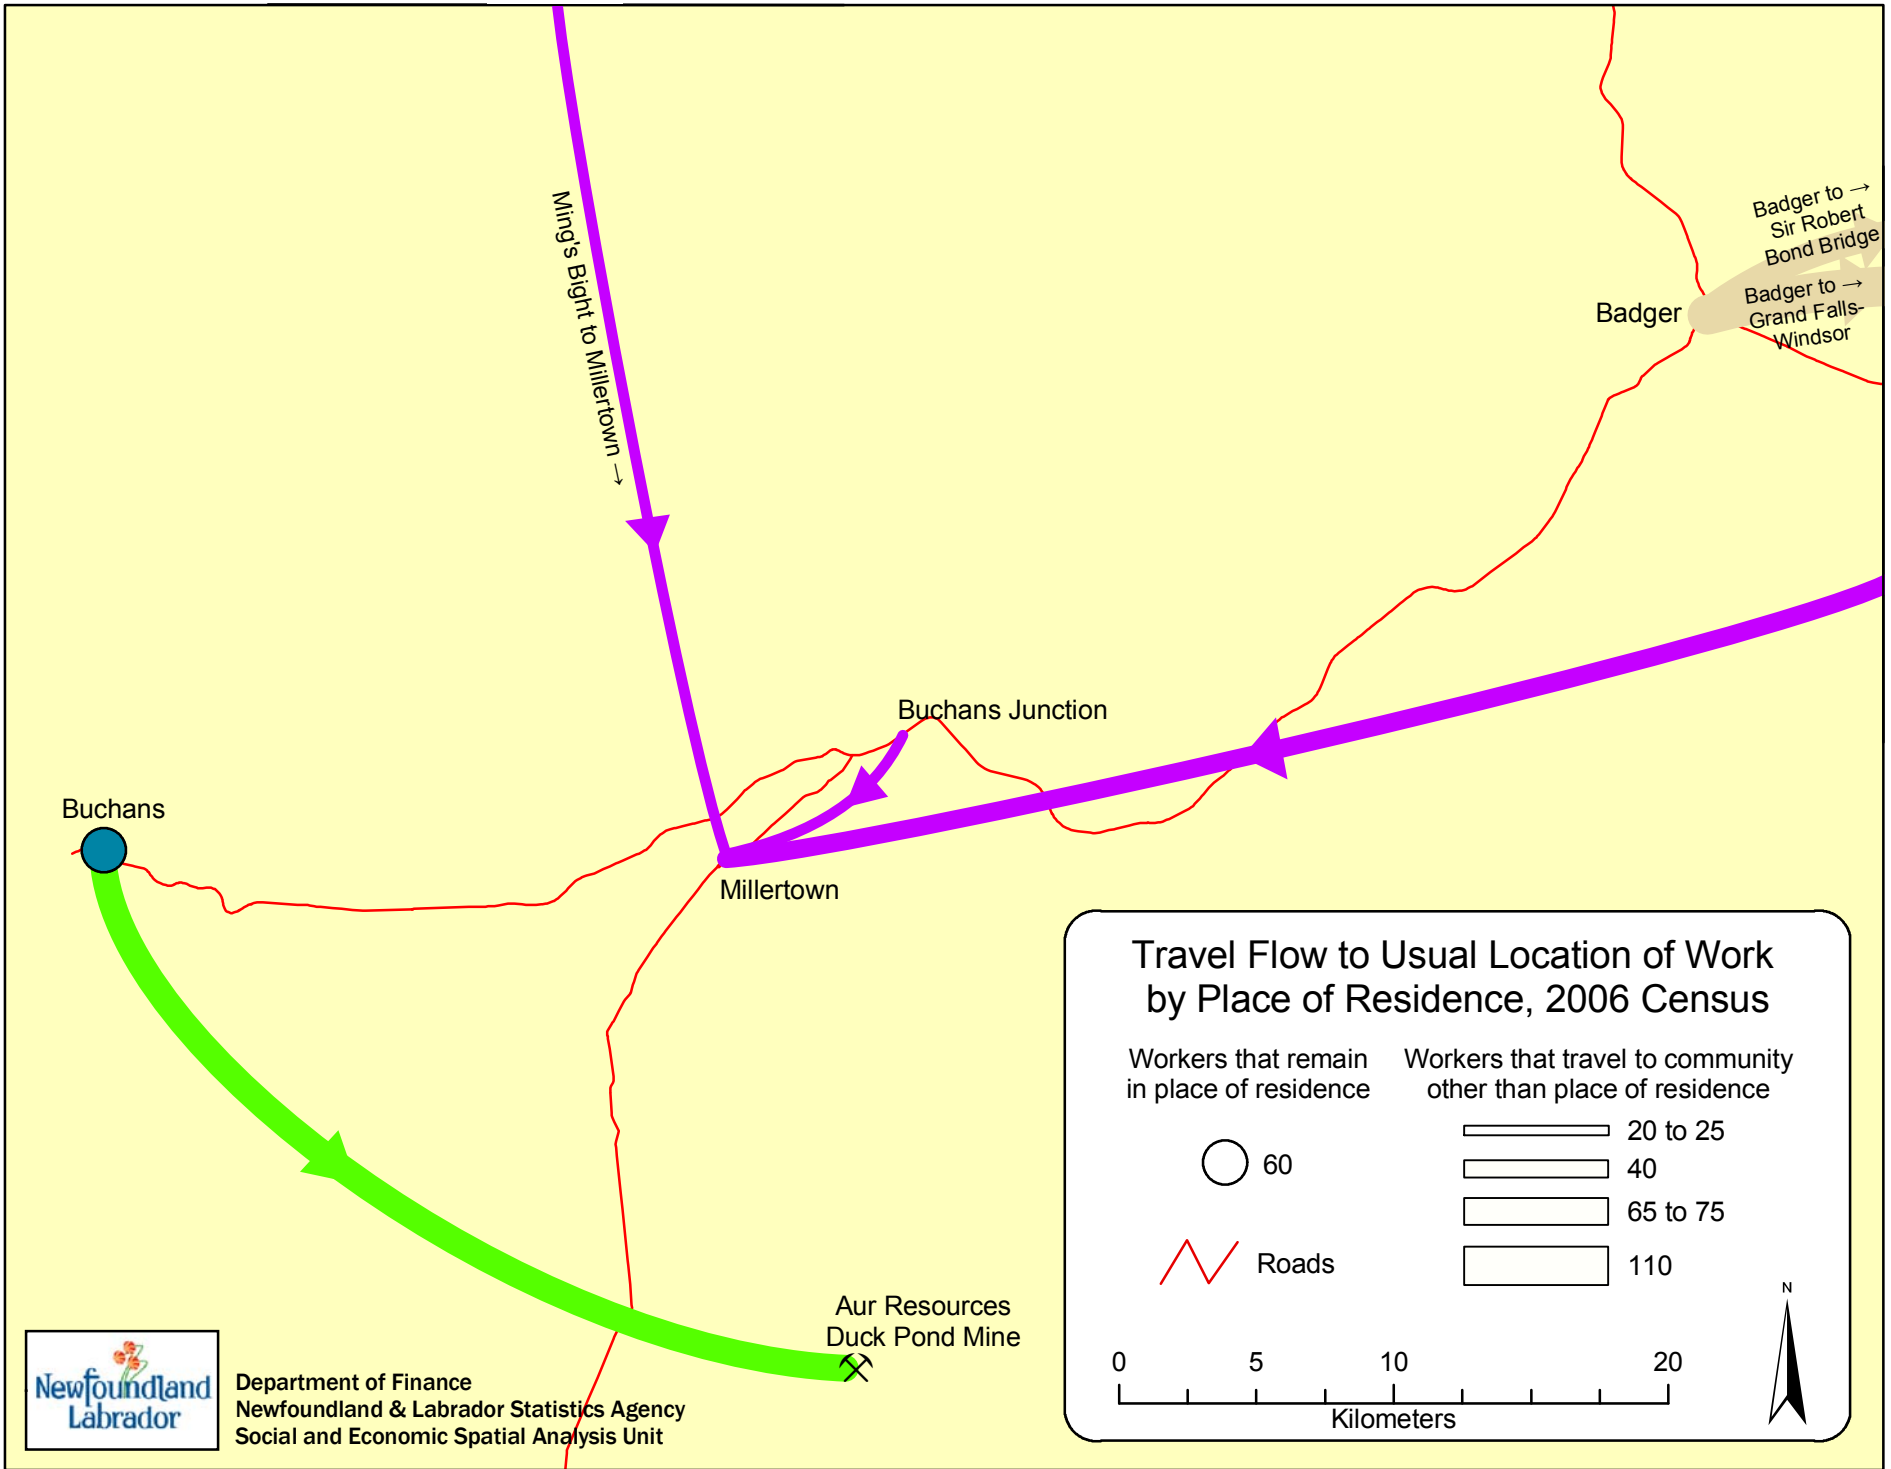 Ming's Bight to Millertown →
Badger to →
Sir Robert
Bond Bridge
Badger
Badger to →
Grand Falls-
Windsor
Buchans Junction
Buchans
Millertown
Aur Resources
Duck Pond Mine
Travel Flow to Usual Location of Work
by Place of Residence, 2006 Census
Workers that remain
in place of residence
60
Roads
Workers that travel to community
other than place of residence
20 to 25
40
65 to 75
110
N
0 5 10 20
Kilometers
Newfoundland
Labrador
Department of Finance
Newfoundland & Labrador Statistics Agency
Social and Economic Spatial Analysis Unit